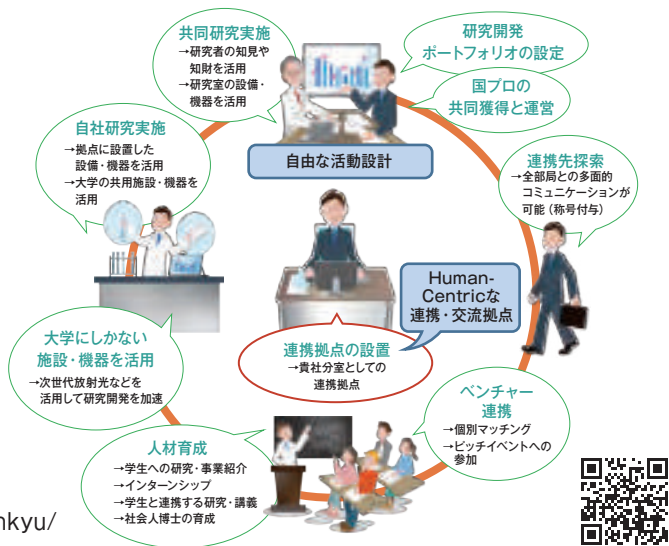 共同研究実施
→研究者の知見や
知財を活用
→研究室の設備・
機器を活用
研究開発
ポートフォリオの設定
国プロの
共同獲得と運営
自社研究実施
→拠点に設置した
設備・機器を活用
→大学の共用施設・機器を
活用
自由な活動設計
連携先探索
→全部局との多面的
コミュニケーションが
可能（称号付与）
Human-
Centricな
連携・交流拠点
大学にしかない
施設・機器を活用
→次世代放射光などを
活用して研究開発を加速
連携拠点の設置
→貴社分室としての
連携拠点
ベンチャー
連携
→個別マッチング
→ピッチイベントへの
参加
人材育成
→学生への研究・事業紹介
→インターンシップ
→学生と連携する研究・講義
→社会人博士の育成
nkyu/